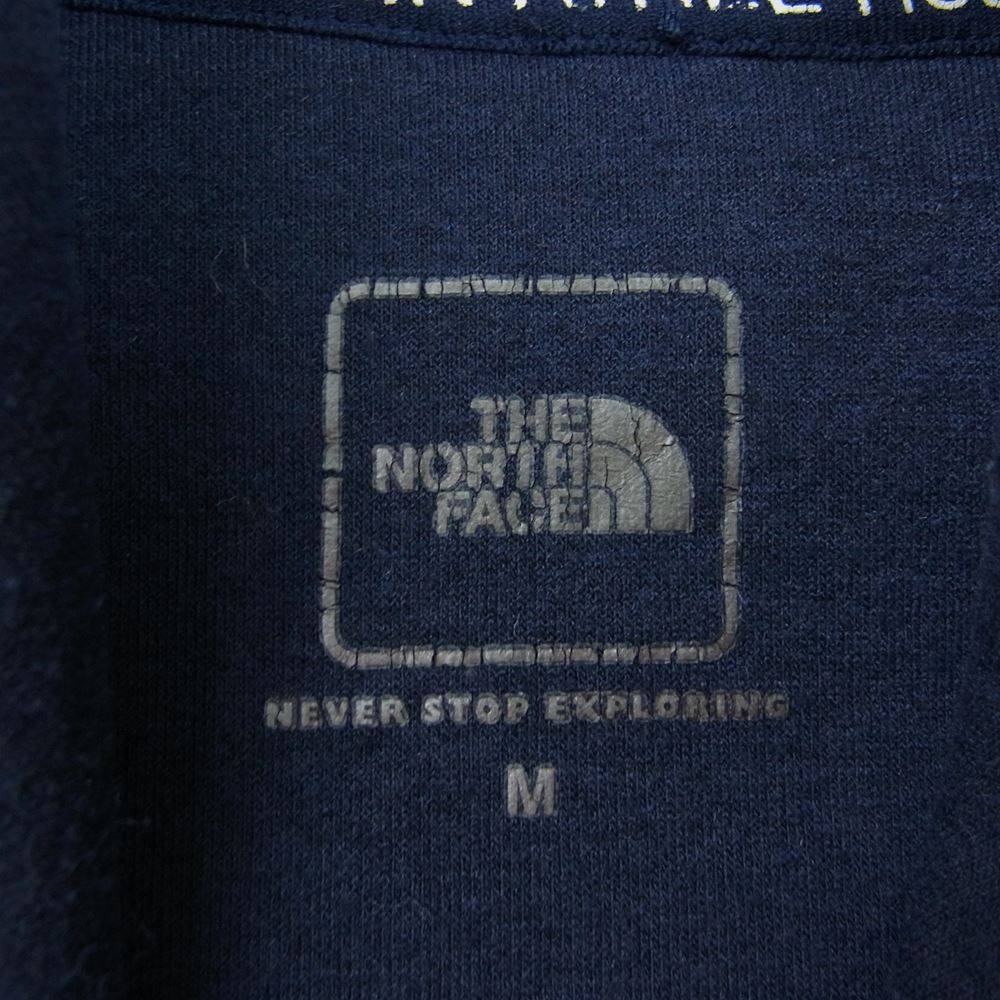 THE
NORTH
FACE
NEVER STOP EXPLORING
M